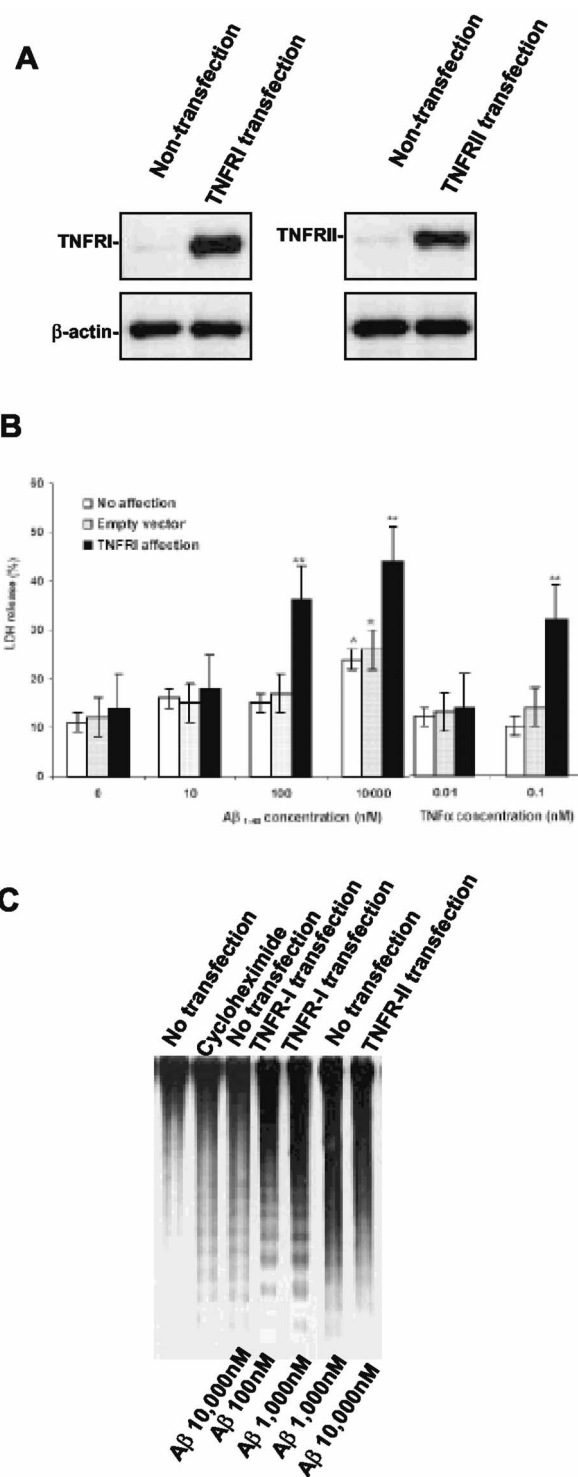 A
Non-transfection
TNFRI transfection
Non-transfection
TNFRII transfection
TNFRI-
TNFRII-
β-actin-
B
60
50
40
30
20
10
0
LDH release (%)
No affection
Empty vector
TNFRI affection
** ** * * **
0 10 100 10000 0.01 0.1
Aβ concentration (nM) TNFα concentration (nM)
C
No transfection
Cycloheximide
No transfection
TNFR-I transfection
TNFR-I transfection
No transfection
TNFR-II transfection
Aβ 10,000nM
Aβ 100nM
Aβ 1,000nM
Aβ 1,000nM
Aβ 10,000nM